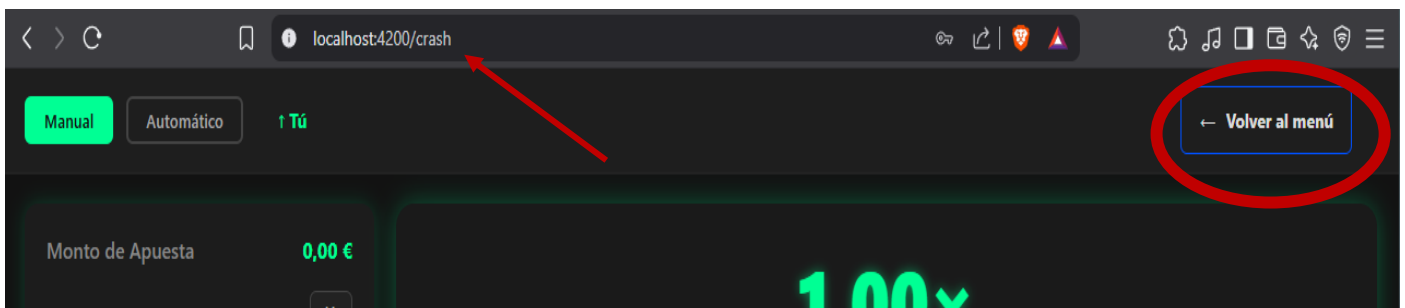 localhost:4200/crash
Manual
Automático
↑ Tú
← Volver al menú
Monto de Apuesta
0,00 €
1.00×